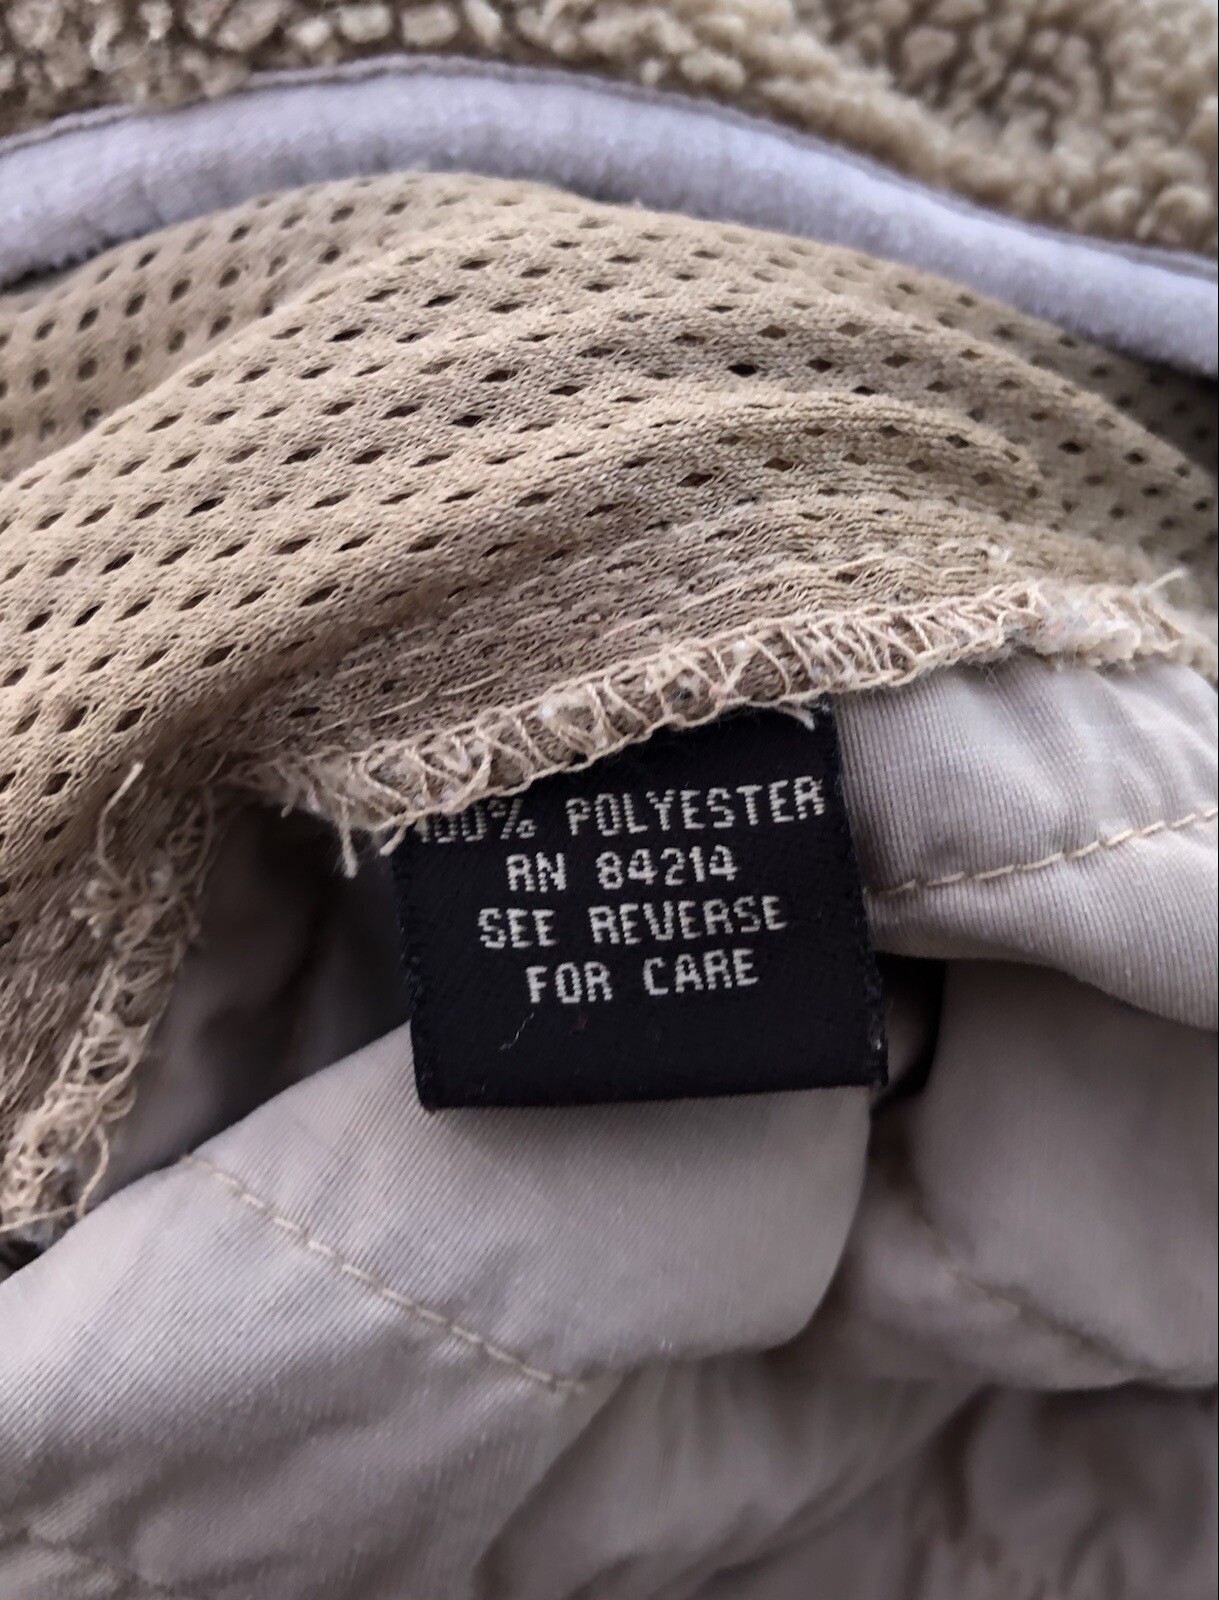 100% POLYESTER
RN 84214
SEE REVERSE
FOR CARE